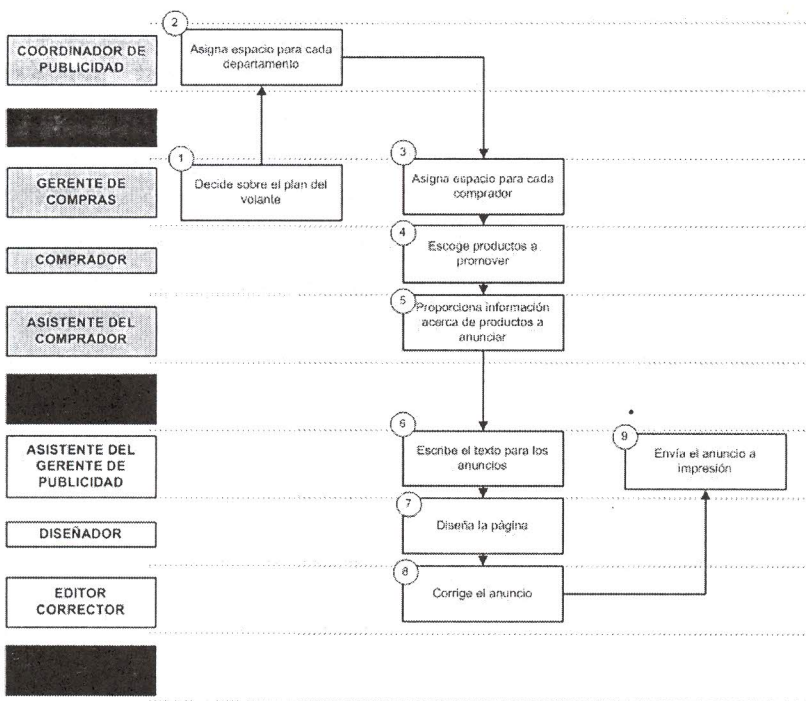 2
COORDINADOR DE
PUBLICIDAD
Asigna espacio para cada
departamento
1
GERENTE DE
COMPRAS
Decide sobre el plan del
volante
3
Asigna espacio para cada
comprador
COMPRADOR
4
Escoge productos a
promover
ASISTENTE DEL
COMPRADOR
5
Proporciona información
acerca de productos a
anunciar
ASISTENTE DEL
GERENTE DE
PUBLICIDAD
6
Escribe el texto para los
anuncios
9
Envía el anuncio a
impresión
DISEÑADOR
7
Diseña la página
EDITOR
CORRECTOR
8
Corrige el anuncio